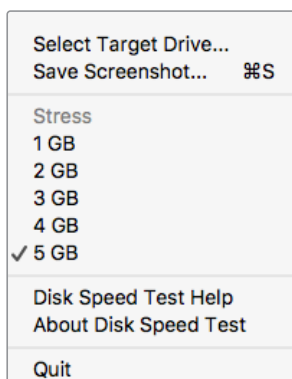 Select Target Drive...
Save Screenshot... ⌘S
Stress
1 GB
2 GB
3 GB
4 GB
✓ 5 GB
Disk Speed Test Help
About Disk Speed Test
Quit